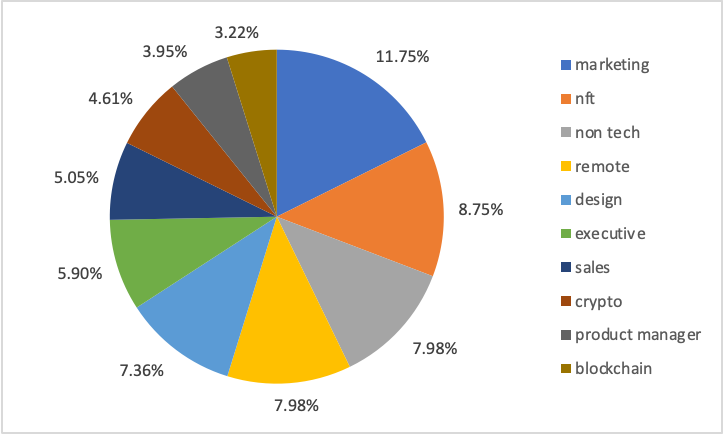 3.22%
3.95%
11.75%
4.61%
5.05%
8.75%
5.90%
7.98%
7.36%
7.98%
marketing
nft
non tech
remote
design
executive
sales
crypto
product manager
blockchain